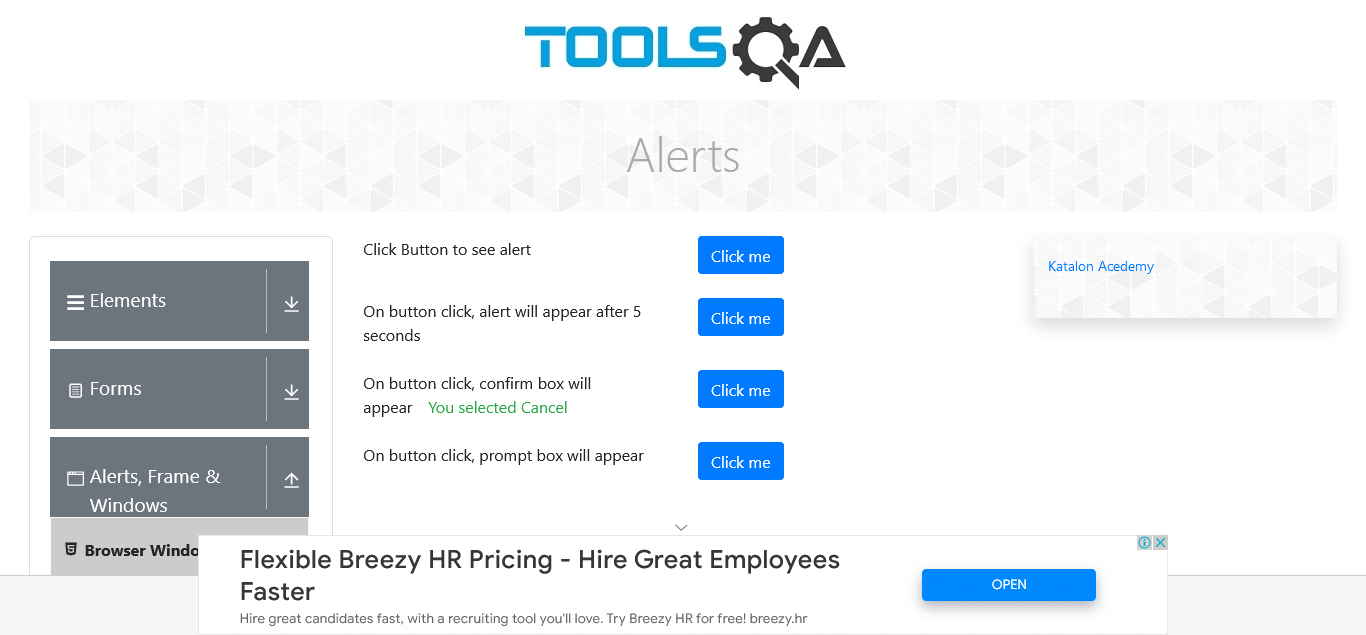 TOOLSQA
Alerts
Elements
Forms
Alerts, Frame &
Windows
Browser Windo
Click Button to see alert
Click me
On button click, alert will appear after 5
seconds
Click me
On button click, confirm box will
appear You selected Cancel
Click me
On button click, prompt box will appear
Click me
Katalon Acedemy
Flexible Breezy HR Pricing - Hire Great Employees
Faster
Hire great candidates fast, with a recruiting tool you'll love. Try Breezy HR for free! breezy.hr
OPEN